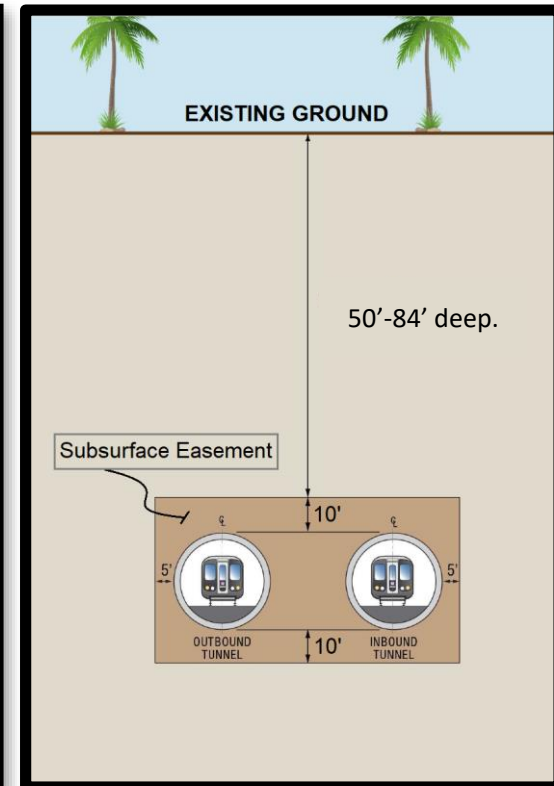 EXISTING GROUND
50’-84’ deep.
Subsurface Easement
℄
10'
℄
5'
5'
OUTBOUND
TUNNEL
10'
INBOUND
TUNNEL